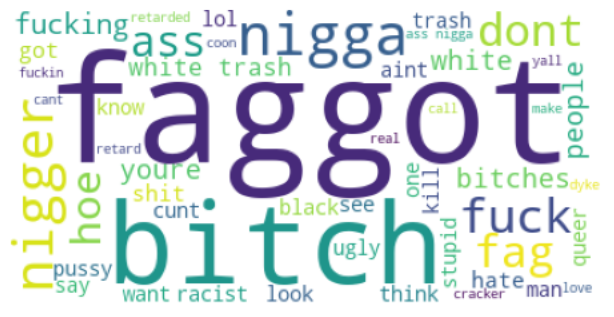 fucking retarded lol nigga trash dont
got coon ass ass nigga yall
fuckin white trash aint white
faggot
cant know call make people
nigger retard real
hoe youre one kill bitches dyke
shit bitch fuck
cunt black see stupid queer
pussy ugly fag
say hate
want racist look think cracker man love